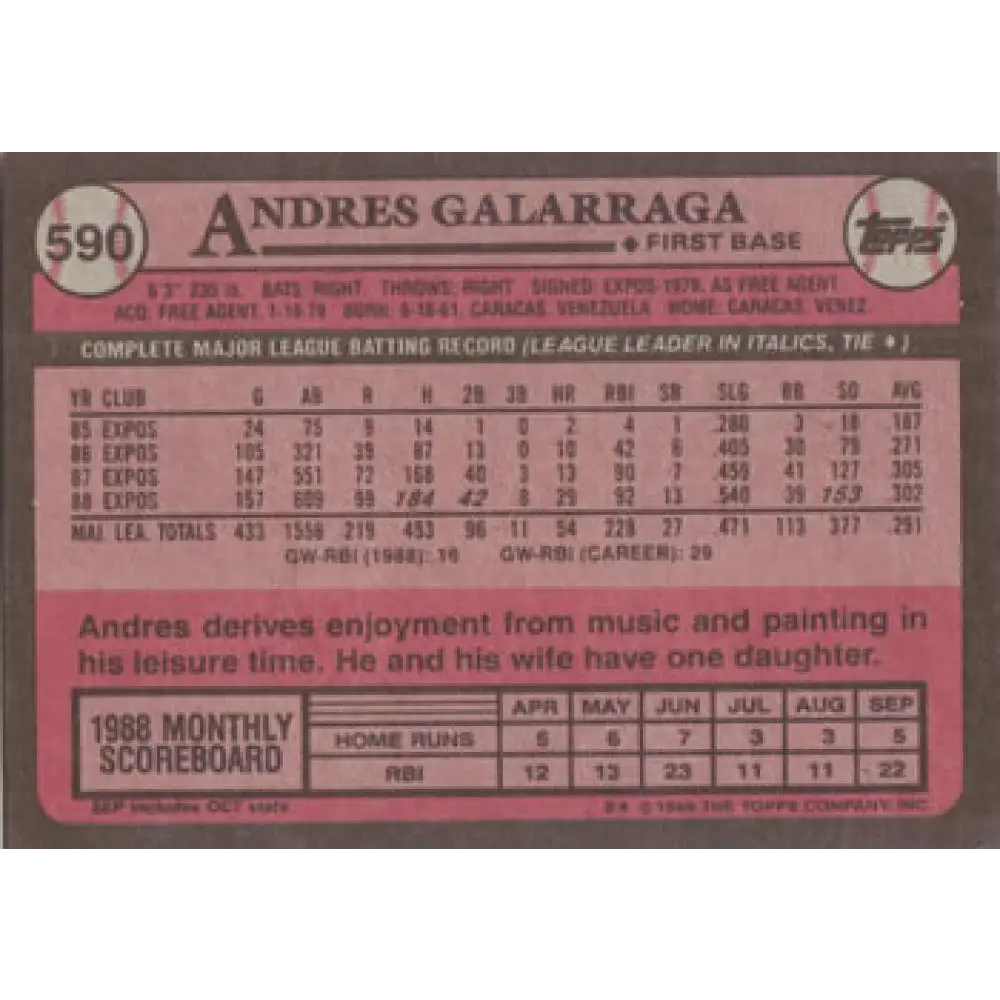 590
ANDRES GALARRAGA
♦ FIRST BASE
TOPPS®
6'3" 235 lb. BATS: RIGHT THROWS: RIGHT SIGNED: EXPOS-1979, AS FREE AGENT
ACQ: FREE AGENT, 1-19-79 BORN: 6-18-61, CARACAS, VENEZUELA HOME: CARACAS, VENEZ.
COMPLETE MAJOR LEAGUE BATTING RECORD (LEAGUE LEADER IN ITALICS, TIE ♦)
YR CLUB G AB R H 2B 3B HR RBI SB SLG BB SO AVG
85 EXPOS 24 75 9 14 1 0 2 4 1 .280 3 18 .187
86 EXPOS 105 321 39 87 13 0 10 42 6 .405 30 79 .271
87 EXPOS 147 551 72 168 40 3 13 90 7 .459 41 127 .305
88 EXPOS 157 609 99 184 42 8 29 92 13 .540 39 153 .302
MAJ. LEA. TOTALS 433 1556 219 453 96 11 54 228 27 .471 113 377 .291
GW-RBI (1988): 16 GW-RBI (CAREER): 29
Andres derives enjoyment from music and painting in
his leisure time. He and his wife have one daughter.
1988 MONTHLY SCOREBOARD
APR MAY JUN JUL AUG SEP
HOME RUNS 5 6 7 3 3 5
RBI 12 13 23 11 11 22
SEP includes OCT stats
© THE TOPPS COMPANY, INC.